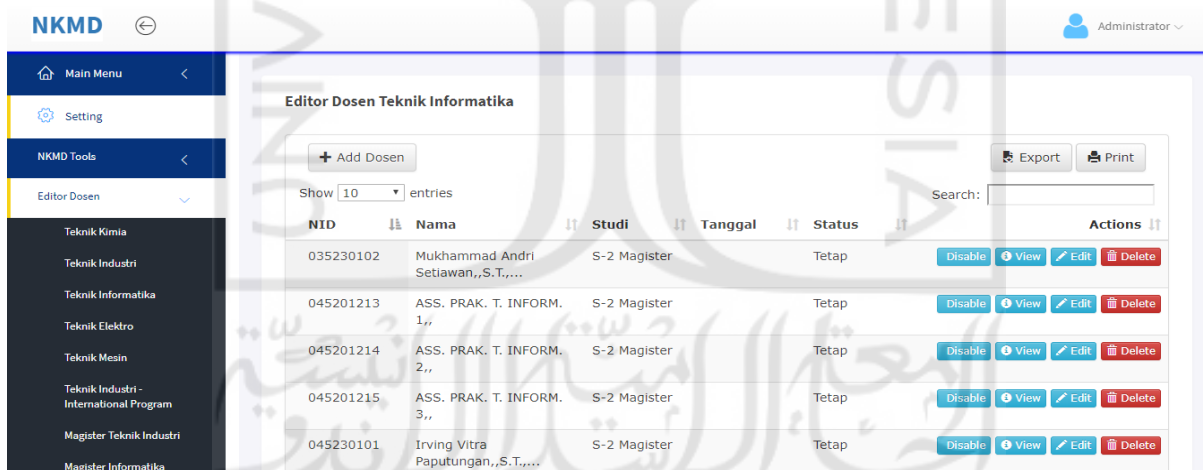 NKMD
Administrator
Main Menu
Setting
NKMD Tools
Editor Dosen
Teknik Kimia
Teknik Industri
Teknik Informatika
Teknik Elektro
Teknik Mesin
Teknik Industri -
International Program
Magister Teknik Industri
Magister Informatika
Editor Dosen Teknik Informatika
Add Dosen
Export Print
Show 10 entries
Search:
NID Nama Studi Tanggal Status Actions
035230102 Mukhammad Andri S-2 Magister Tetap Disable View Edit Delete
Setiawan,,S.T.,...
045201213 ASS. PRAK. T. INFORM. S-2 Magister Tetap Disable View Edit Delete
1,,
045201214 ASS. PRAK. T. INFORM. S-2 Magister Tetap Disable View Edit Delete
2,,
045201215 ASS. PRAK. T. INFORM. S-2 Magister Tetap Disable View Edit Delete
3,,
045230101 Irving Vitra S-2 Magister Tetap Disable View Edit Delete
Paputungan,,S.T.,...
ESIA